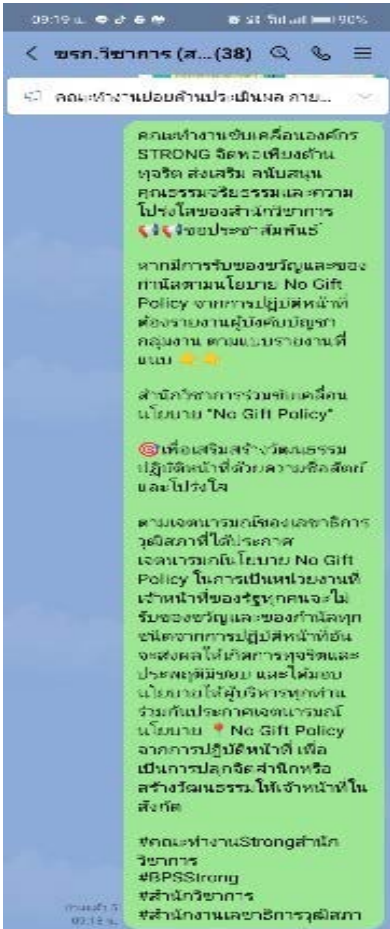 09:19 น.
90%
ขรก.วิชาการ (ส...(38)
คณะทำงานย่อยด้านประเมินผล ภาย...
คณะทำงานขับเคลื่อนองค์กร
STRONG จิตพอเพียงต้าน
ทุจริต ส่งเสริม สนับสนุน
คุณธรรมจริยธรรมและความ
โปร่งใสของสำนักวิชาการ
📢📢ขอประชาสัมพันธ์
หากมีการรับของขวัญและของ
กำนัลตามนโยบาย No Gift
Policy จากการปฏิบัติหน้าที่
ต้องรายงานผู้บังคับบัญชา
กลุ่มงาน ตามแบบรายงานที่
แนบ
สำนักวิชาการร่วมขับเคลื่อน
นโยบาย "No Gift Policy"
🎯เพื่อเสริมสร้างวัฒนธรรม
ปฏิบัติหน้าที่ด้วยความซื่อสัตย์
และโปร่งใส
ตามเจตนารมณ์ของเลขาธิการ
วุฒิสภาที่ได้ประกาศ
เจตนารมณ์นโยบาย No Gift
Policy ในการเป็นหน่วยงานที่
เจ้าหน้าที่ของรัฐทุกคนจะไม่
รับของขวัญและของกำนัลทุก
ชนิดจากการปฏิบัติหน้าที่อัน
จะส่งผลให้เกิดการทุจริตและ
ประพฤติมิชอบ และได้มอบ
นโยบายให้ผู้บริหารทุกท่าน
ร่วมกันประกาศเจตนารมณ์
นโยบาย 📍No Gift Policy
จากการปฏิบัติหน้าที่ เพื่อ
เป็นการปลุกจิตสำนึกหรือ
สร้างวัฒนธรรมให้เจ้าหน้าที่ใน
สังกัด
#คณะทำงานStrongสำนัก
วิชาการ
#BPSStrong
#สำนักวิชาการ
#สำนักงานเลขาธิการวุฒิสภา
อ่านแล้ว 5
09:18 น.